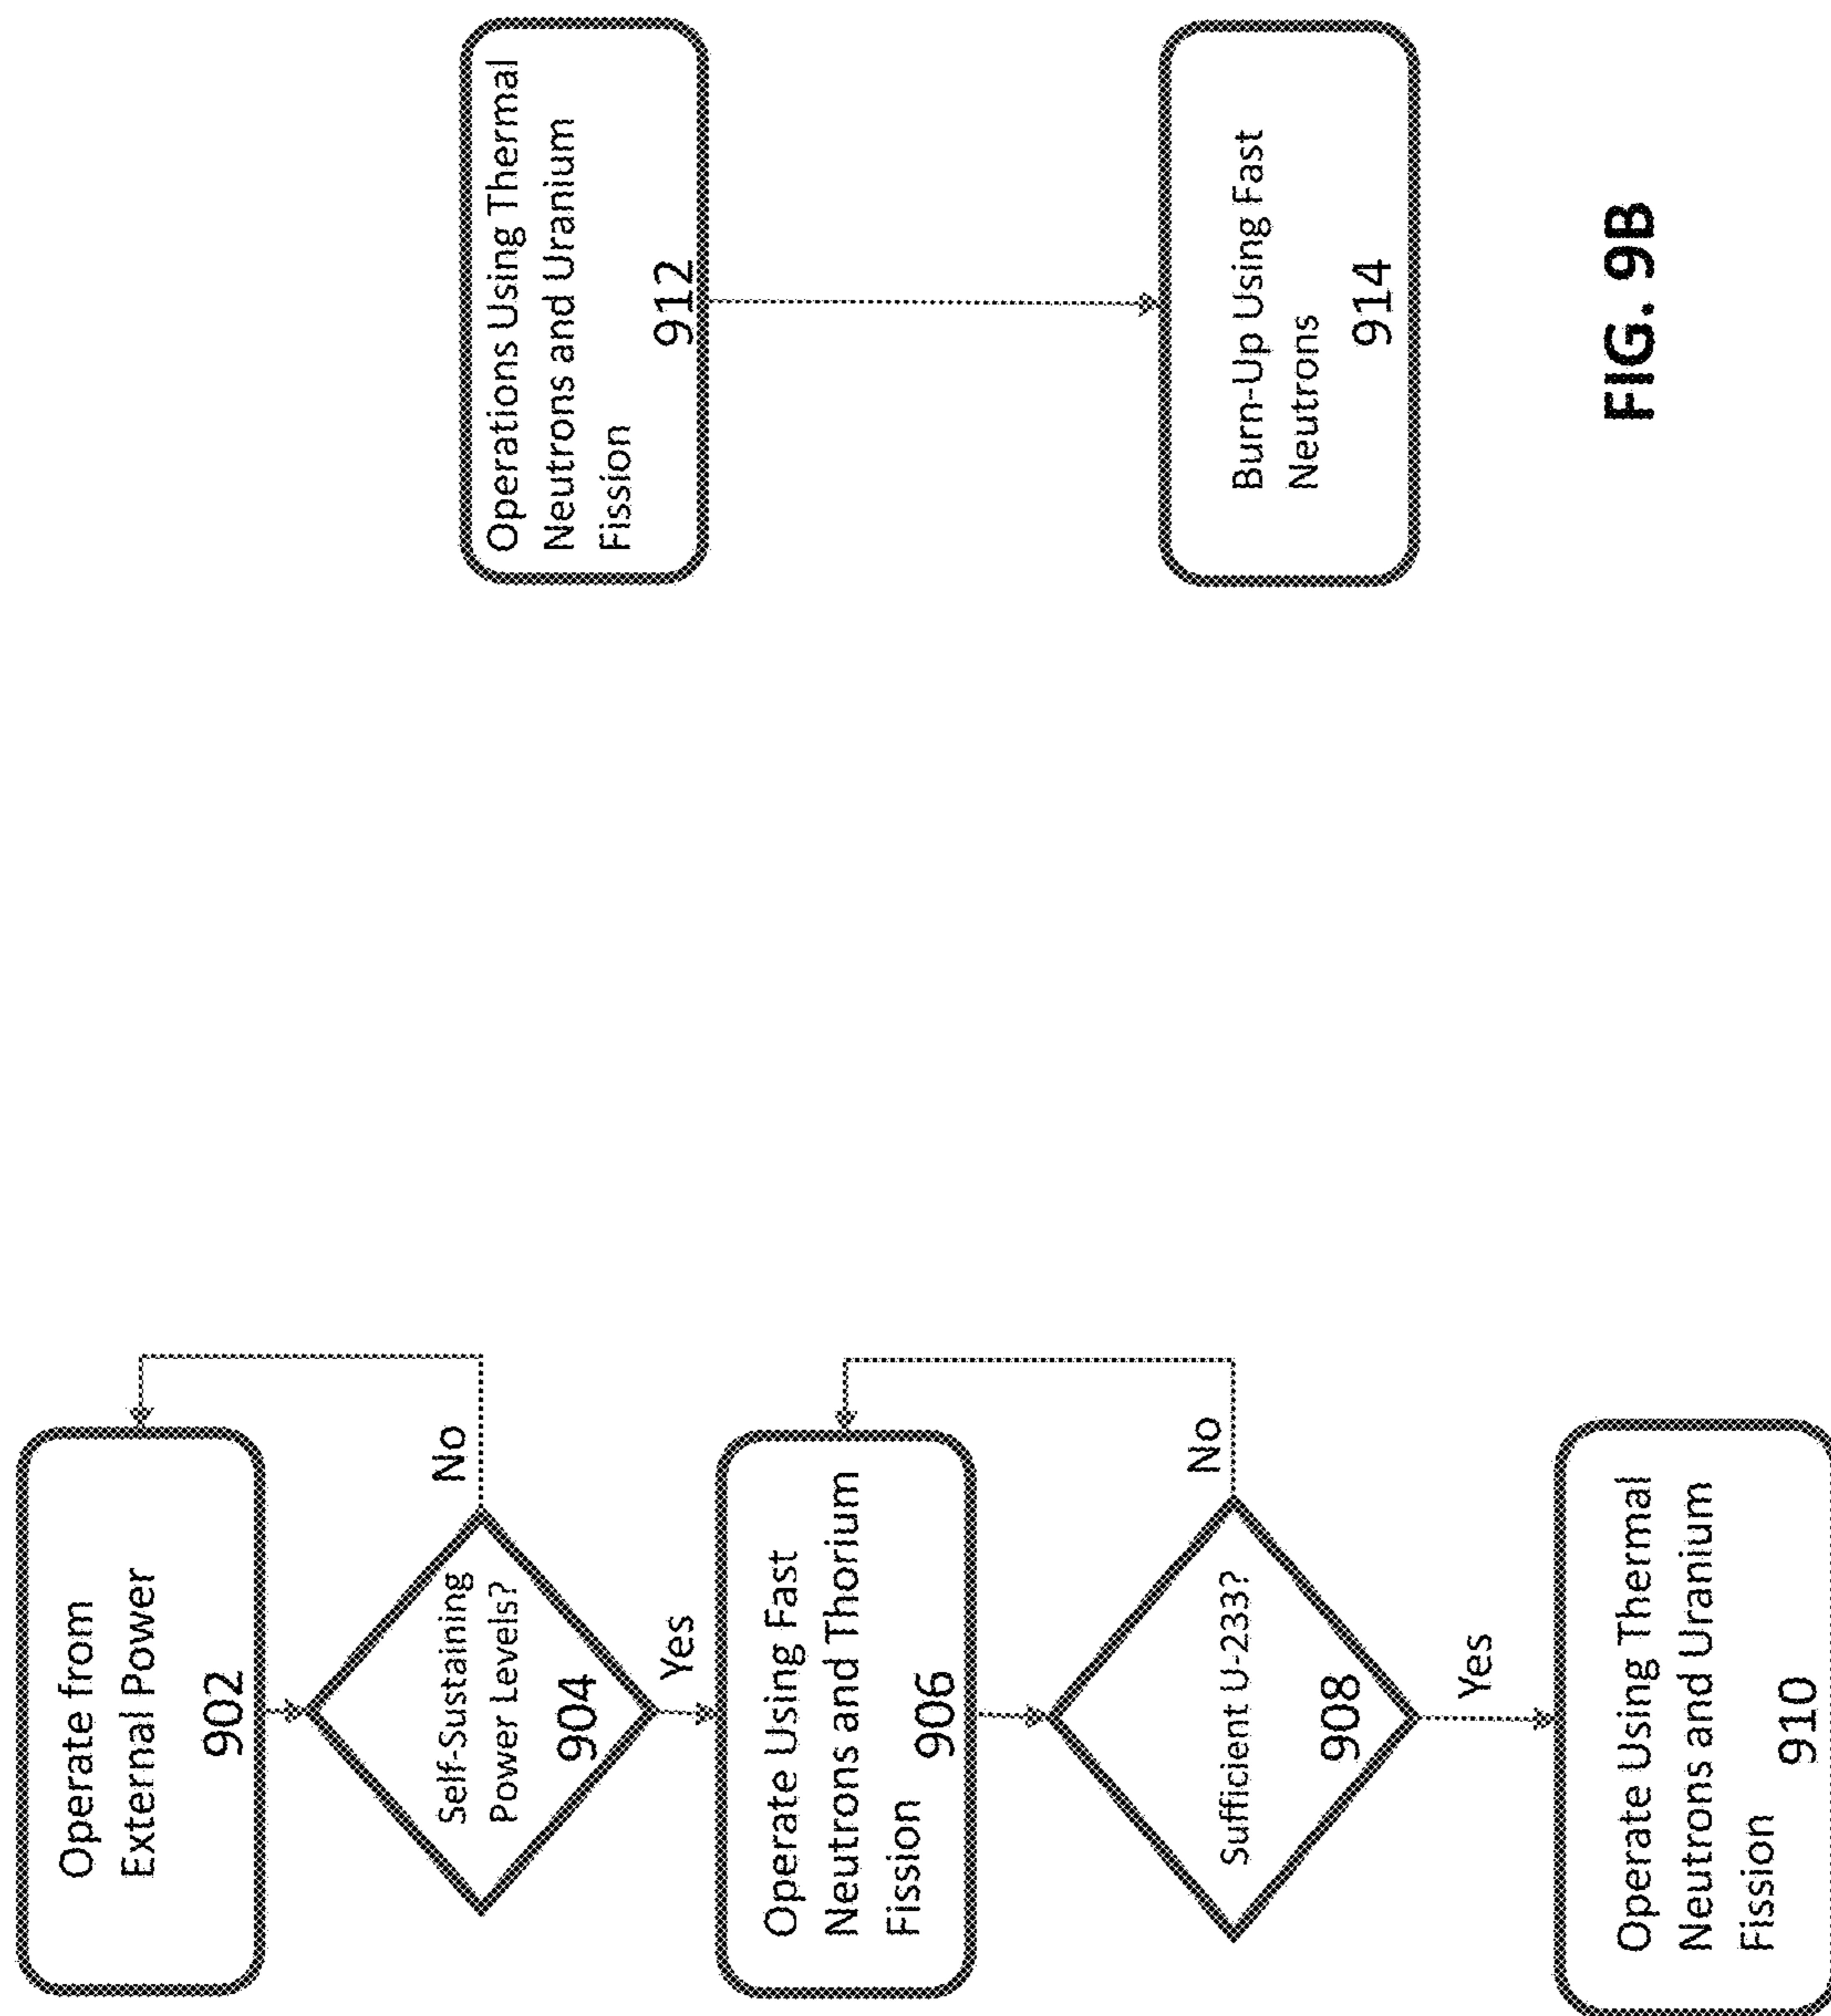 Operate from
External Power
902
Self-Sustaining
Power Levels?
904
No
Yes
Operate Using Fast
Neutrons and Thorium
Fission
906
Sufficient U-233?
908
No
Yes
Operate Using Thermal
Neutrons and Uranium
Fission
910
Operations Using Thermal
Neutrons and Uranium
Fission
912
Burn-Up Using Fast
Neutrons
914
FIG. 9B